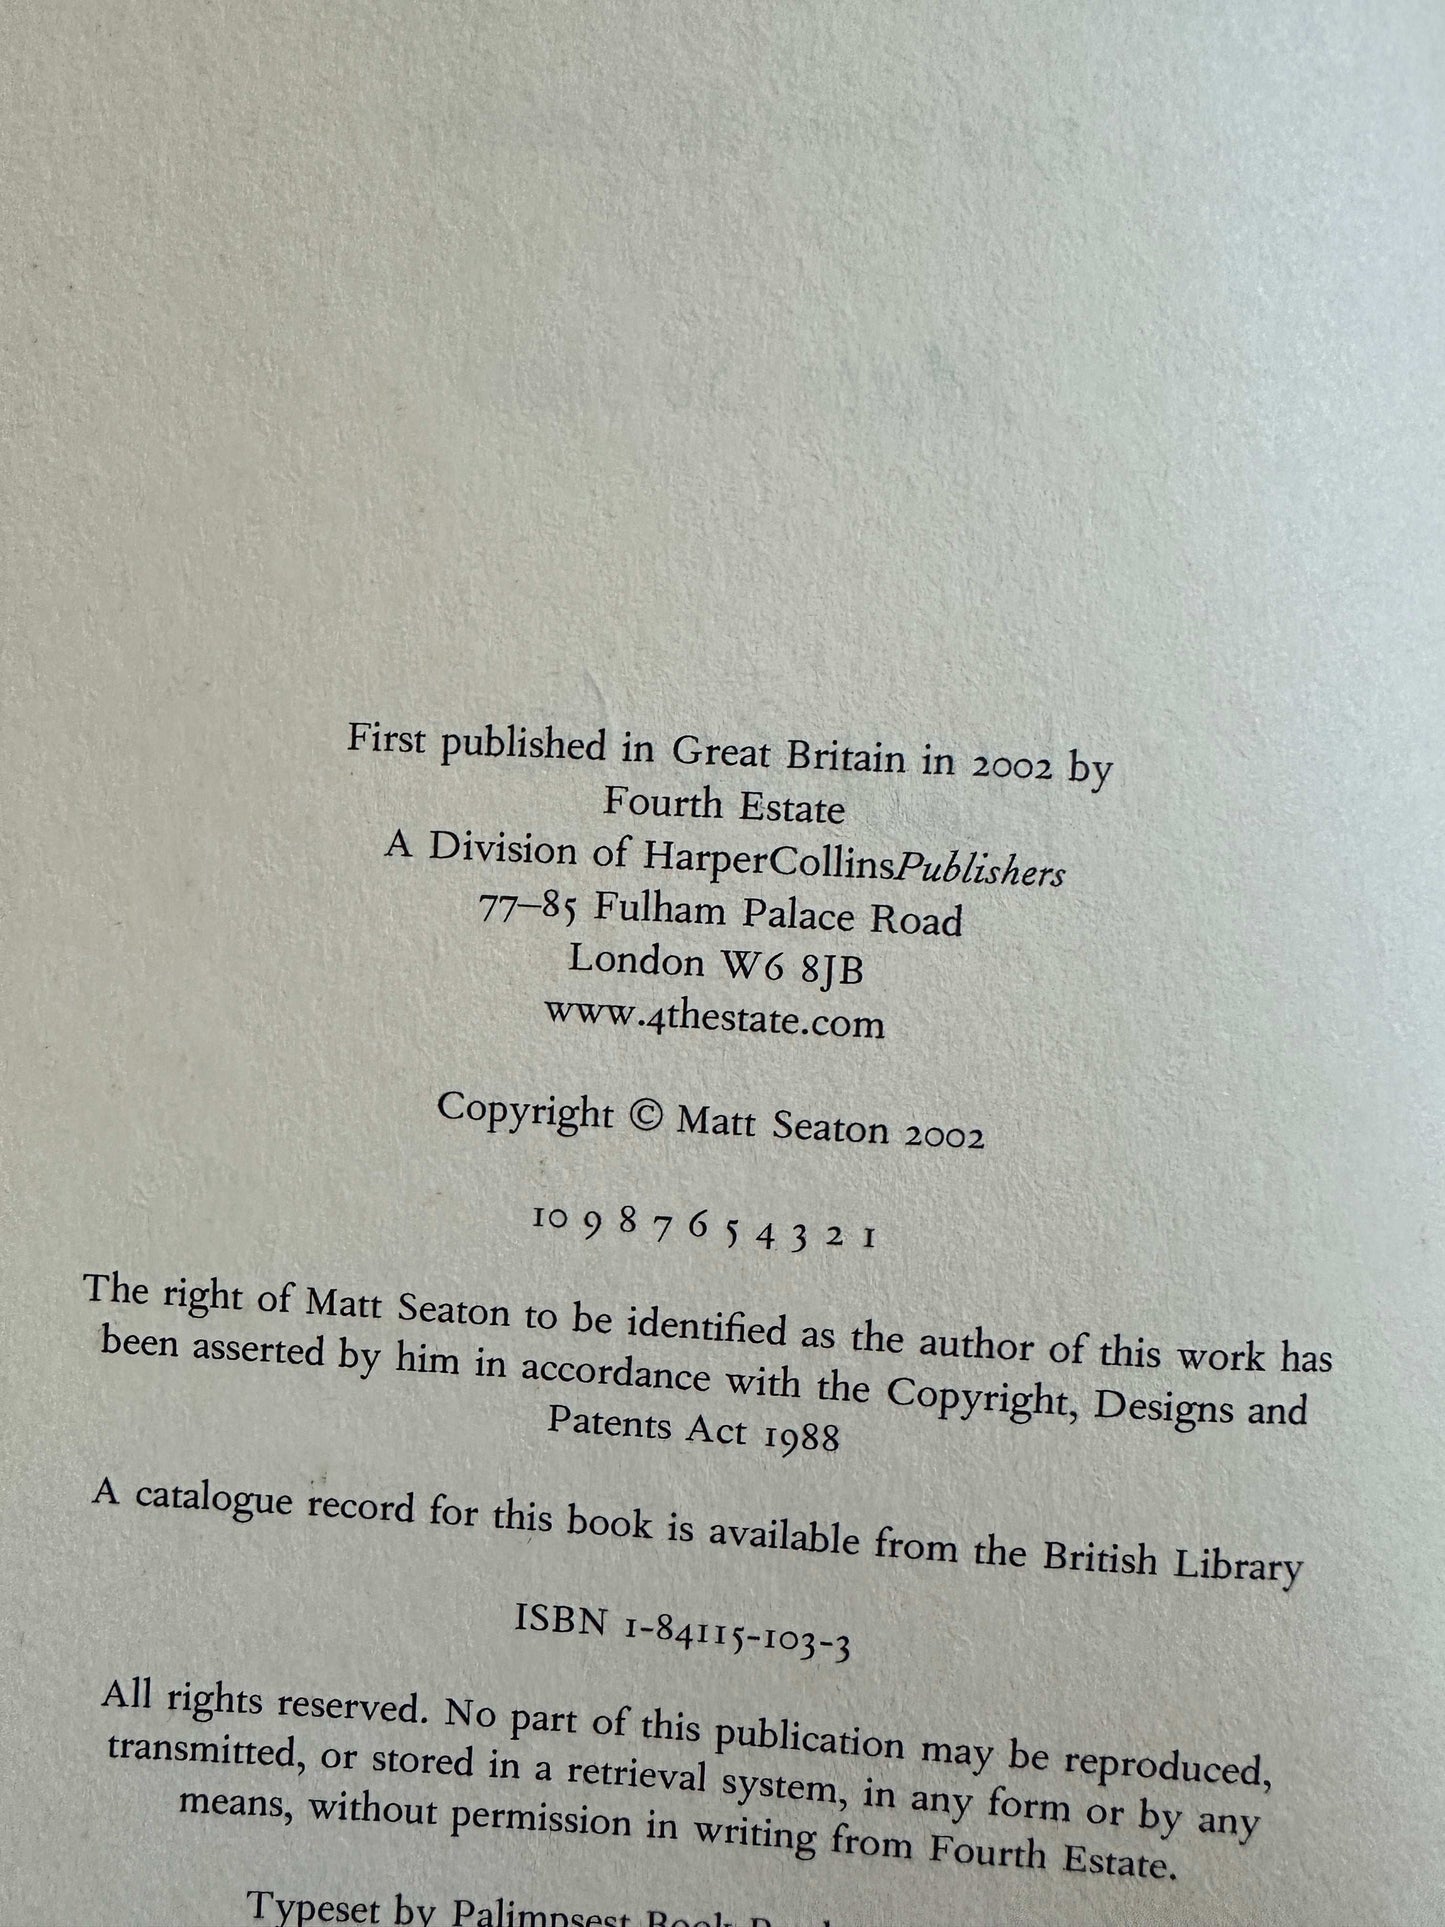 First published in Great Britain in 2002 by
Fourth Estate
A Division of HarperCollinsPublishers
77–85 Fulham Palace Road
London W6 8JB
www.4thestate.com
Copyright © Matt Seaton 2002
10 9 8 7 6 5 4 3 2 1
The right of Matt Seaton to be identified as the author of this work has
been asserted by him in accordance with the Copyright, Designs and
Patents Act 1988
A catalogue record for this book is available from the British Library
ISBN 1-84115-103-3
All rights reserved. No part of this publication may be reproduced,
transmitted, or stored in a retrieval system, in any form or by any
means, without permission in writing from Fourth Estate.
Typeset by Palimpsest Book